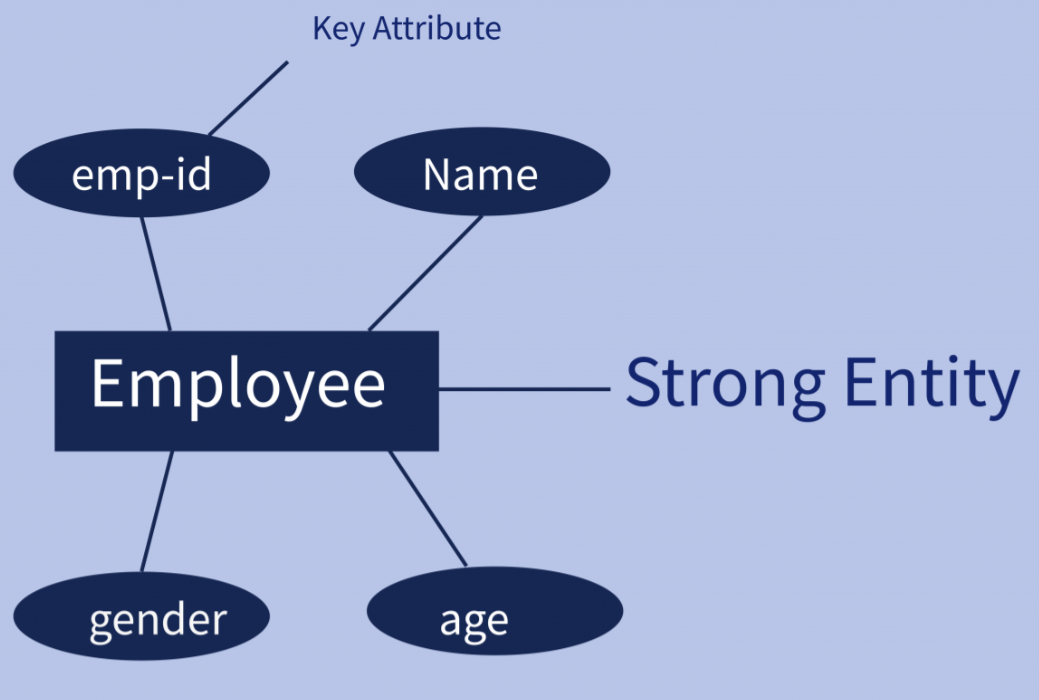 Key Attribute
emp-id
Name
Employee
Strong Entity
gender
age